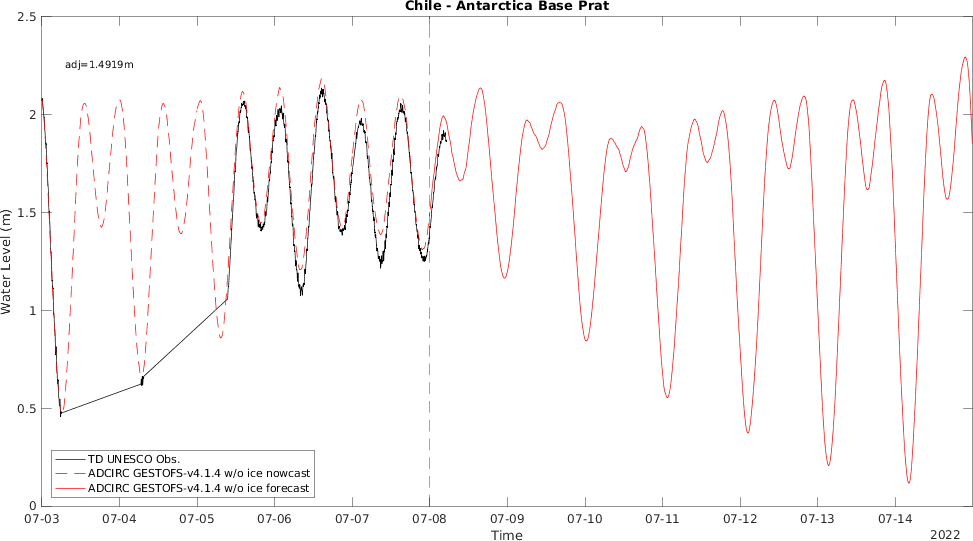 Chile - Antarctica Base Prat
2.5
adj=1.4919m
2
1.5
1
0.5
0
Water Level (m)
TD UNESCO Obs.
ADCIRC GESTOFS-v4.1.4 w/o ice nowcast
ADCIRC GESTOFS-v4.1.4 w/o ice forecast
07-03 07-04 07-05 07-06 07-07 07-08 07-09 07-10 07-11 07-12 07-13 07-14
Time
2022